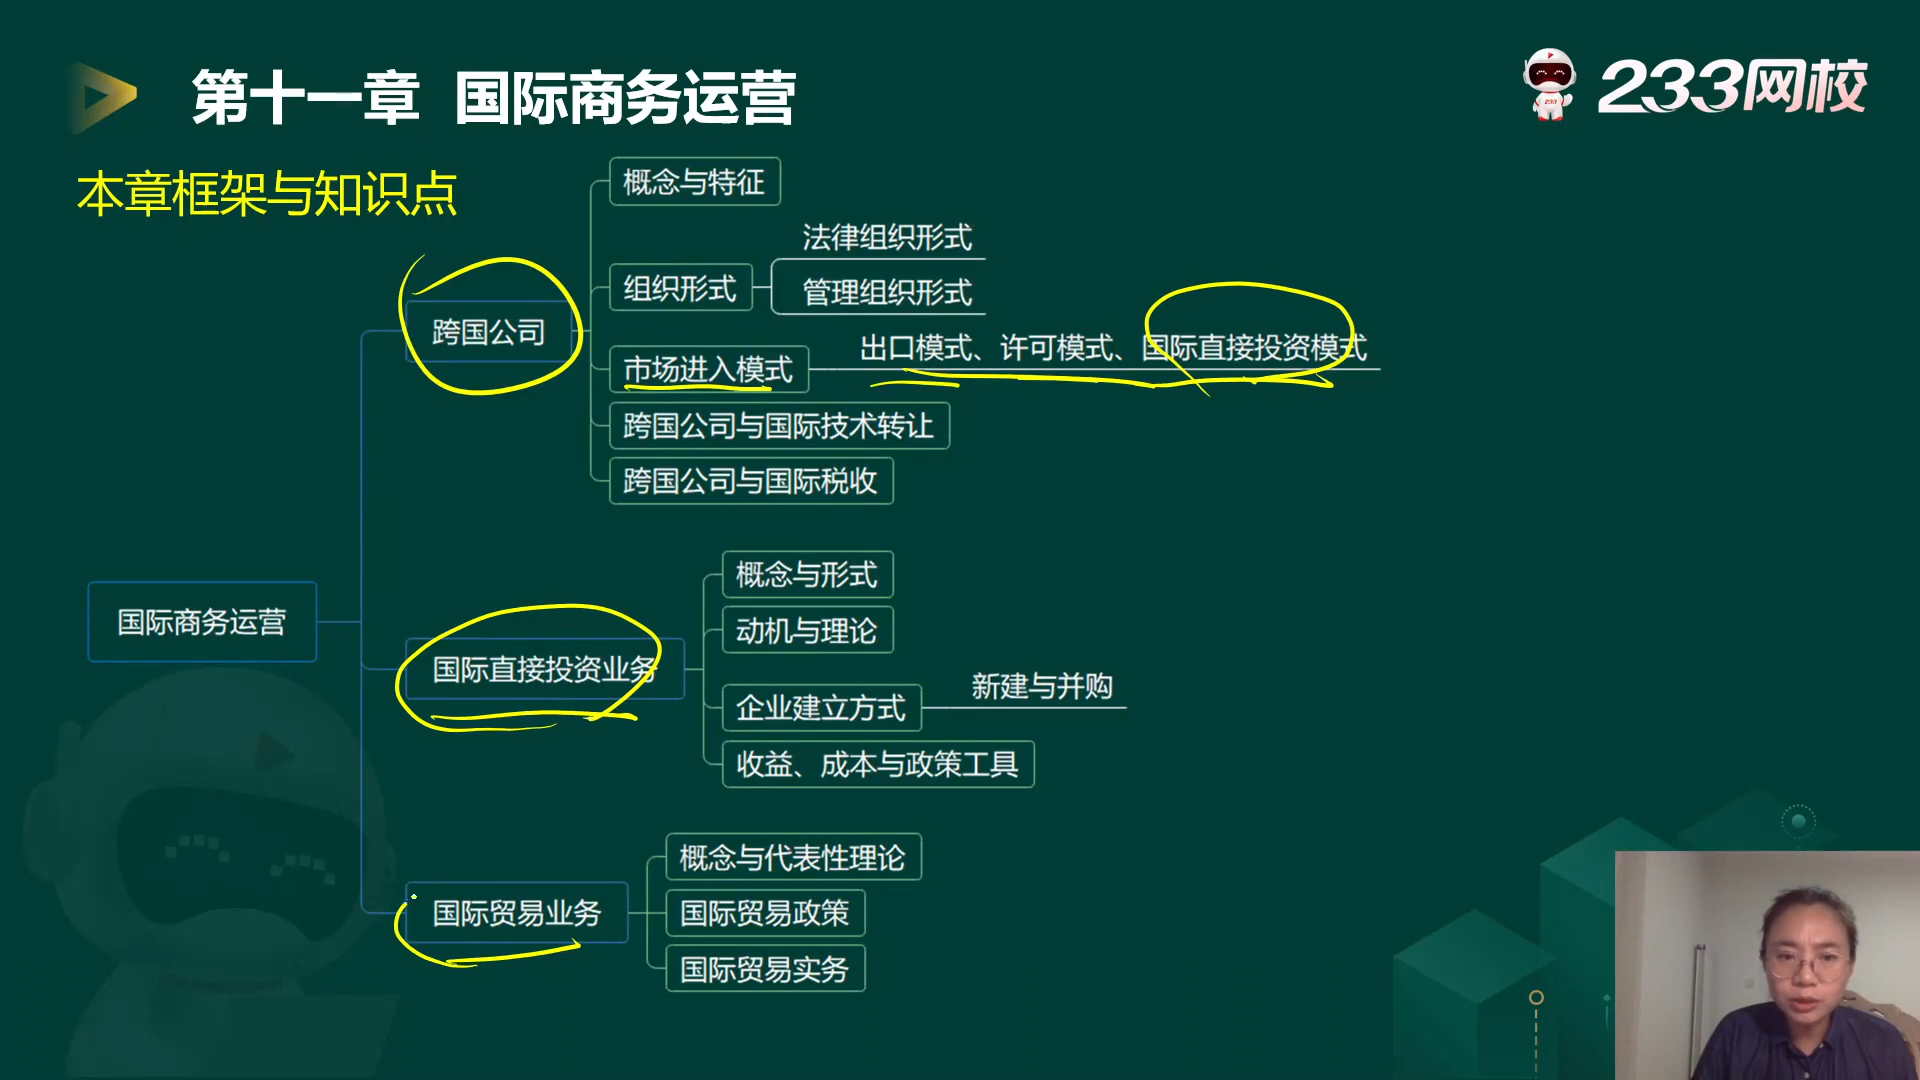 第十一章 国际商务运营
233网校
本章框架与知识点
国际商务运营
跨国公司
概念与特征
组织形式
法律组织形式
管理组织形式
市场进入模式
出口模式、许可模式、国际直接投资模式
跨国公司与国际技术转让
跨国公司与国际税收
国际直接投资业务
概念与形式
动机与理论
企业建立方式
新建与并购
收益、成本与政策工具
国际贸易业务
概念与代表性理论
国际贸易政策
国际贸易实务